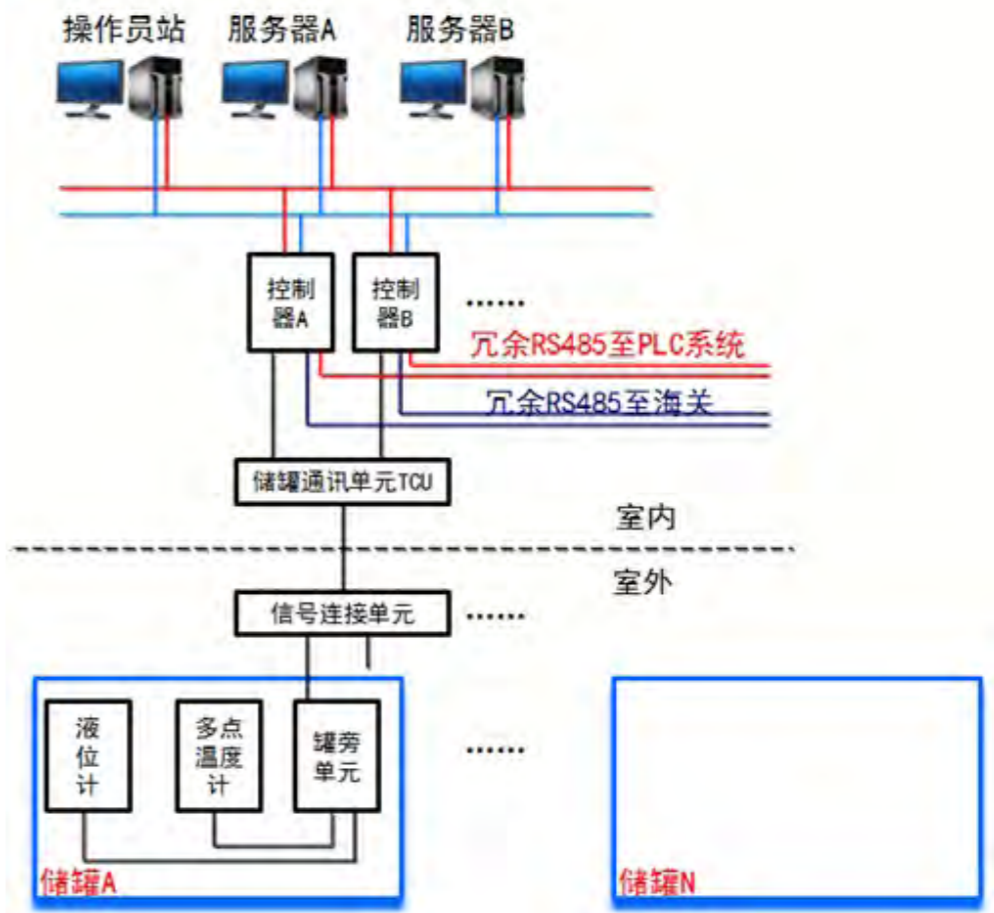 操作员站 服务器A 服务器B
控制
器A
控制
器B
……
冗余RS485至PLC系统
冗余RS485至海关
储罐通讯单元TCU
室内
室外
信号连接单元
……
液
位
计
多点
温度
计
罐旁
单元
……
储罐A
储罐N